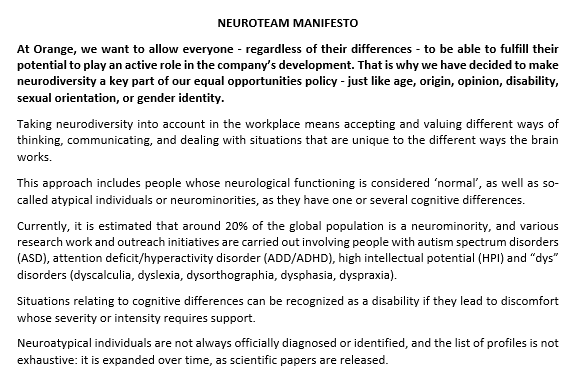 NEUROTEAM MANIFESTO
At Orange, we want to allow everyone - regardless of their differences - to be able to fulfill their
potential to play an active role in the company's development. That is why we have decided to make
neurodiversity a key part of our equal opportunities policy - just like age, origin, opinion, disability,
sexual orientation, or gender identity.
Taking neurodiversity into account in the workplace means accepting and valuing different ways of
thinking, communicating, and dealing with situations that are unique to the different ways the brain
works.
This approach includes people whose neurological functioning is considered 'normal', as well as so-
called atypical individuals or neurominorities, as they have one or several cognitive differences.
Currently, it is estimated that around 20% of the global population is a neurominority, and various
research work and outreach initiatives are carried out involving people with autism spectrum disorders
(ASD), attention deficit/hyperactivity disorder (ADD/ADHD), high intellectual potential (HPI) and “dys”
disorders (dyscalculia, dyslexia, dysorthographia, dysphasia, dyspraxia).
Situations relating to cognitive differences can be recognized as a disability if they lead to discomfort
whose severity or intensity requires support.
Neuroatypical individuals are not always officially diagnosed or identified, and the list of profiles is not
exhaustive: it is expanded over time, as scientific papers are released.